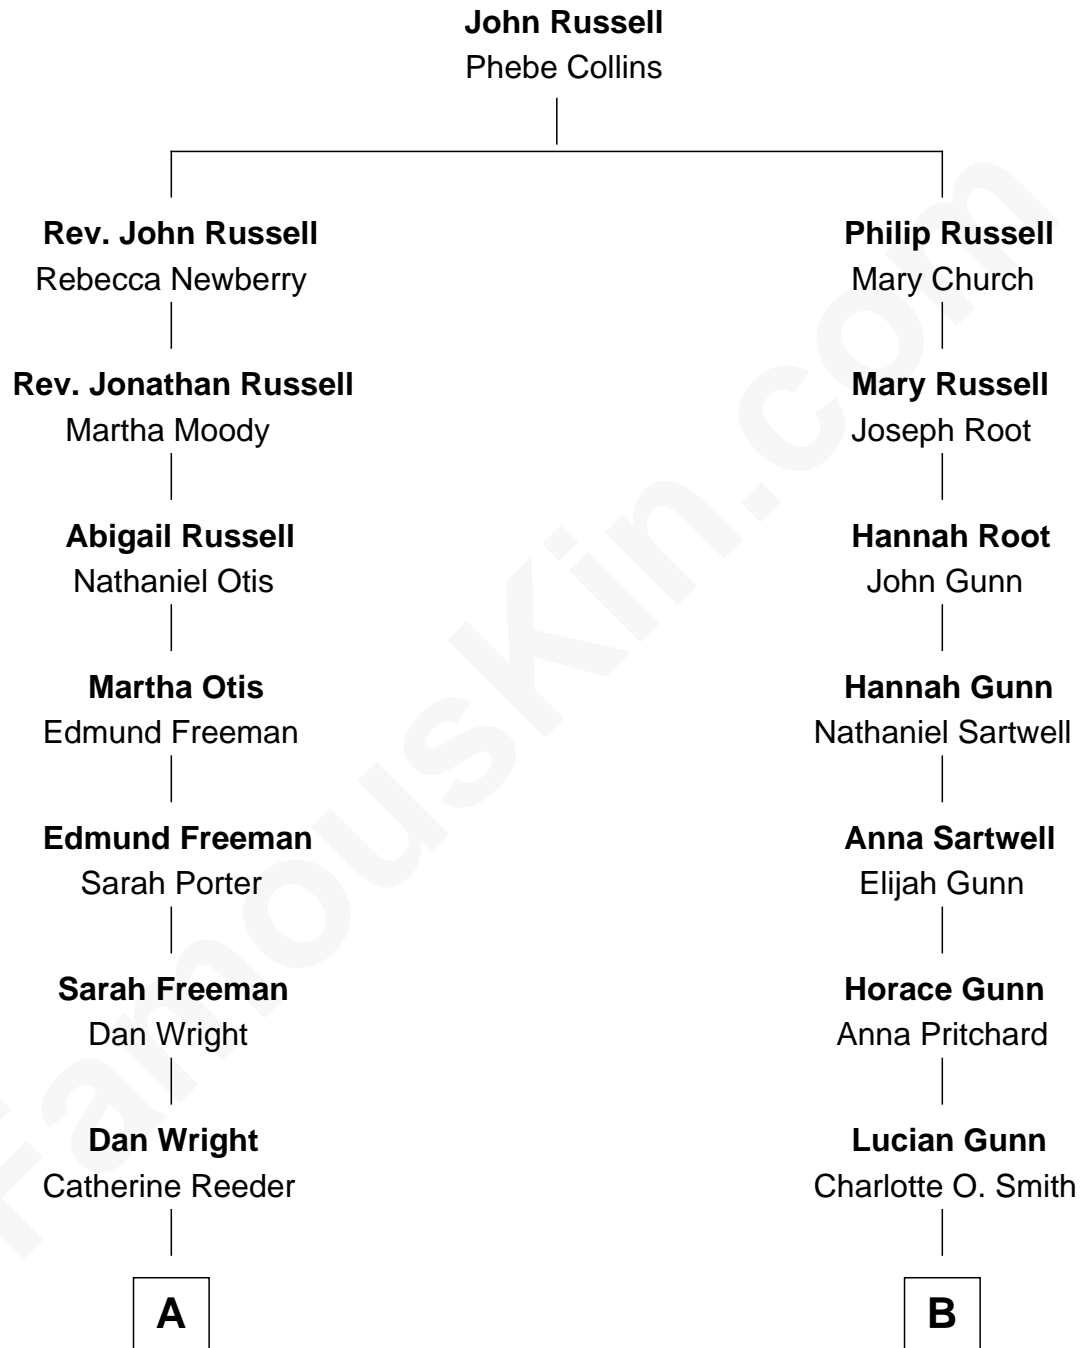 John Russell
Phebe Collins
Rev. John Russell
Rebecca Newberry
Philip Russell
Mary Church
Rev. Jonathan Russell
Martha Moody
Mary Russell
Joseph Root
Abigail Russell
Nathaniel Otis
Hannah Root
John Gunn
Martha Otis
Edmund Freeman
Hannah Gunn
Nathaniel Sartwell
Edmund Freeman
Sarah Porter
Anna Sartwell
Elijah Gunn
Sarah Freeman
Dan Wright
Horace Gunn
Anna Pritchard
Dan Wright
Catherine Reeder
Lucian Gunn
Charlotte O. Smith
A
B
FamousKin.com